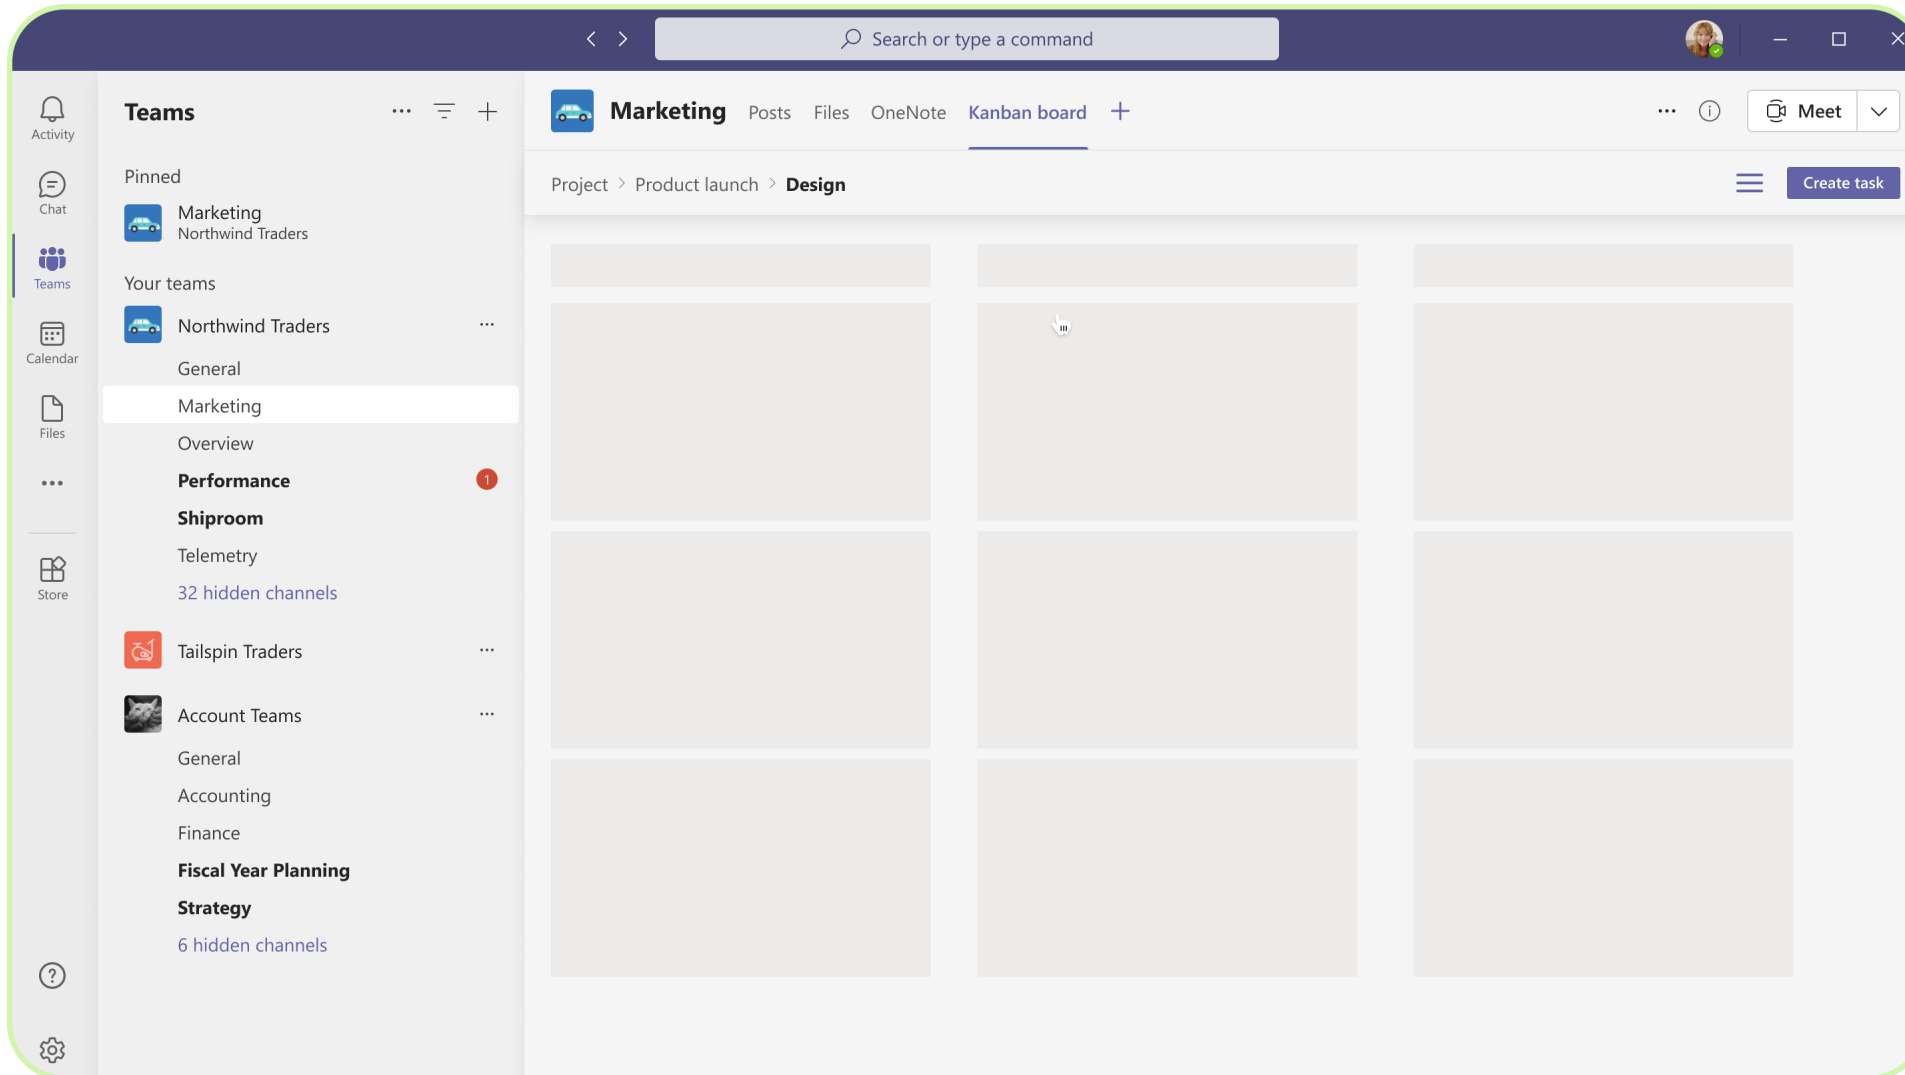 Search or type a command
Activity
Chat
Teams
Calendar
Files
Store
Teams
Pinned
Marketing
Northwind Traders
Your teams
Northwind Traders
General
Marketing
Overview
Performance
1
Shiproom
Telemetry
32 hidden channels
Tailspin Traders
Account Teams
General
Accounting
Finance
Fiscal Year Planning
Strategy
6 hidden channels
Marketing Posts Files OneNote Kanban board
Meet
Project > Product launch > Design
Create task